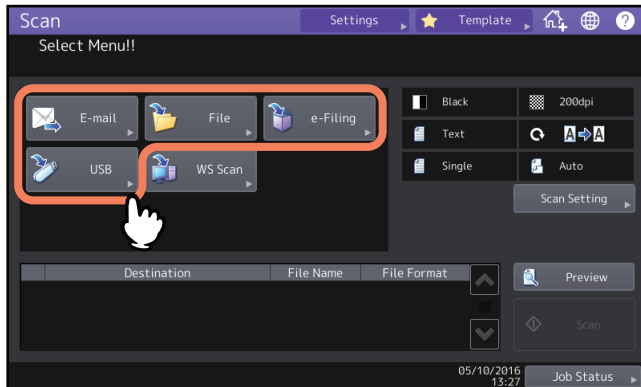 Scan
Settings
Template
?
Select Menu!!
E-mail
File
e-Filing
USB
WS Scan
Black
200dpi
Text
A A
Single
Auto
Scan Setting
Destination File Name File Format
Preview
Scan
05/10/2016
13:27
Job Status